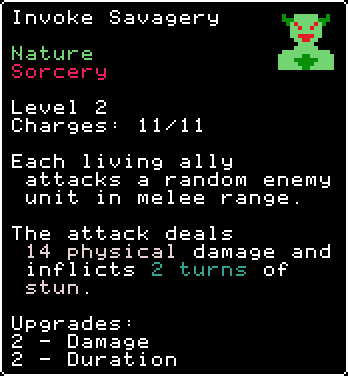 Invoke Savagery
Nature
Sorcery
Level 2
Charges: 11/11
Each living ally
attacks a random enemy
unit in melee range.
The attack deals
14 physical damage and
inflicts 2 turns of
stun.
Upgrades:
2 - Damage
2 - Duration